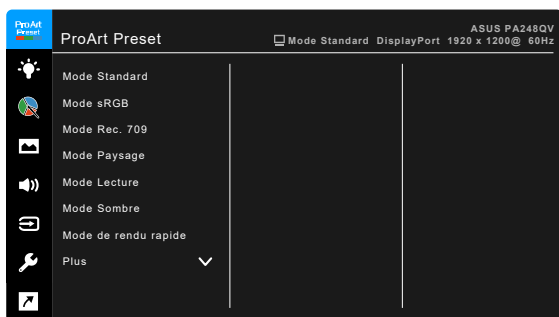 ProArt
Preset
ProArt Preset
ASUS PA248QV
Mode Standard DisplayPort 1920 x 1200@ 60Hz
Mode Standard
Mode sRGB
Mode Rec. 709
Mode Paysage
Mode Lecture
Mode Sombre
Mode de rendu rapide
Plus